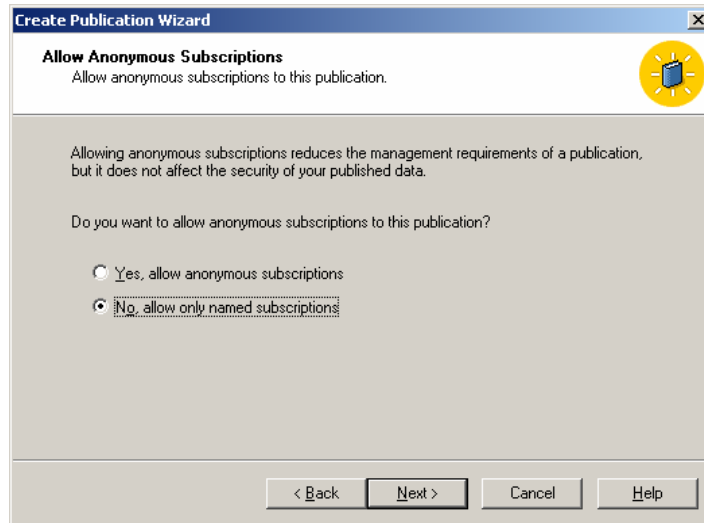 Create Publication Wizard
Allow Anonymous Subscriptions
Allow anonymous subscriptions to this publication.
Allowing anonymous subscriptions reduces the management requirements of a publication,
but it does not affect the security of your published data.
Do you want to allow anonymous subscriptions to this publication?
Yes, allow anonymous subscriptions
No, allow only named subscriptions
< Back Next > Cancel Help